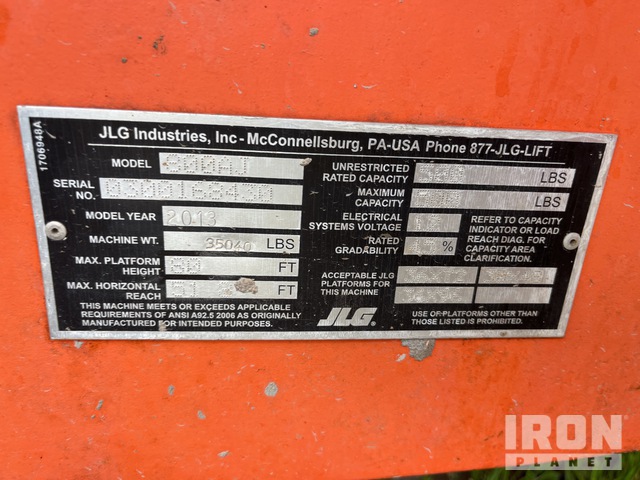 1706948A
JLG Industries, Inc - McConnellsburg, PA-USA Phone 877-JLG-LIFT
MODEL 800AJ
SERIAL NO.
MODEL YEAR 2013
MACHINE WT. 35040 LBS
MAX. PLATFORM HEIGHT 80 FT
MAX. HORIZONTAL REACH FT
THIS MACHINE MEETS OR EXCEEDS APPLICABLE
REQUIREMENTS OF ANSI A92.5 2006 AS ORIGINALLY
MANUFACTURED FOR INTENDED PURPOSES.
UNRESTRICTED RATED CAPACITY LBS
MAXIMUM CAPACITY LBS
ELECTRICAL SYSTEMS VOLTAGE
RATED GRADABILITY %
REFER TO CAPACITY
INDICATOR OR LOAD
REACH DIAG. FOR
CAPACITY AREA
CLARIFICATION.
ACCEPTABLE JLG
PLATFORMS FOR
THIS MACHINE
JLG®
USE OF PLATFORMS OTHER THAN
THOSE LISTED IS PROHIBITED.
IRON
PLANET